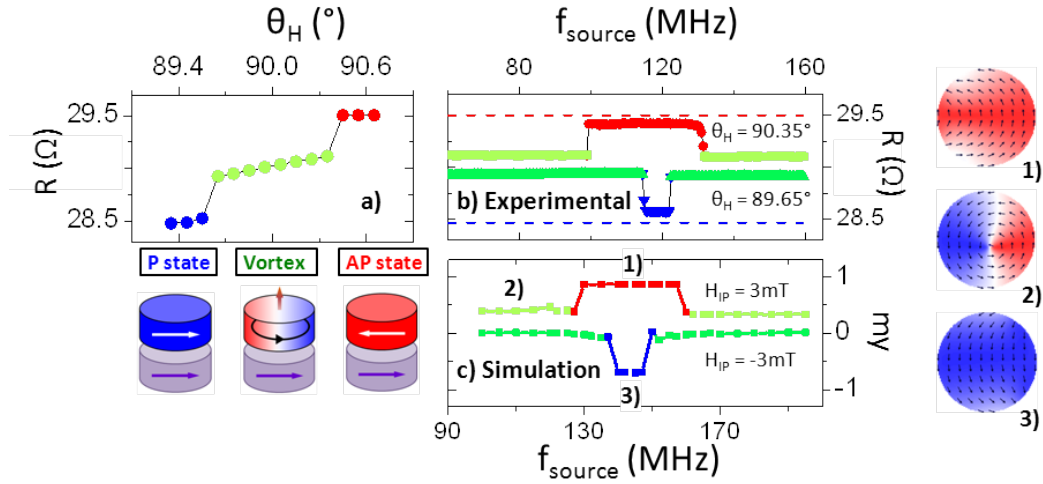 θH (°)
89.4 90.0 90.6
29.5
28.5
R (Ω)
a)
P state
Vortex
AP state
fsource (MHz)
80 120 160
29.5
28.5
R (Ω)
θH = 90.35°
b) Experimental
θH = 89.65°
1)
2)
HIP = 3mT
1
0
−1
my
HIP = -3mT
c) Simulation
3)
90 130 170
fsource (MHz)
1)
2)
3)